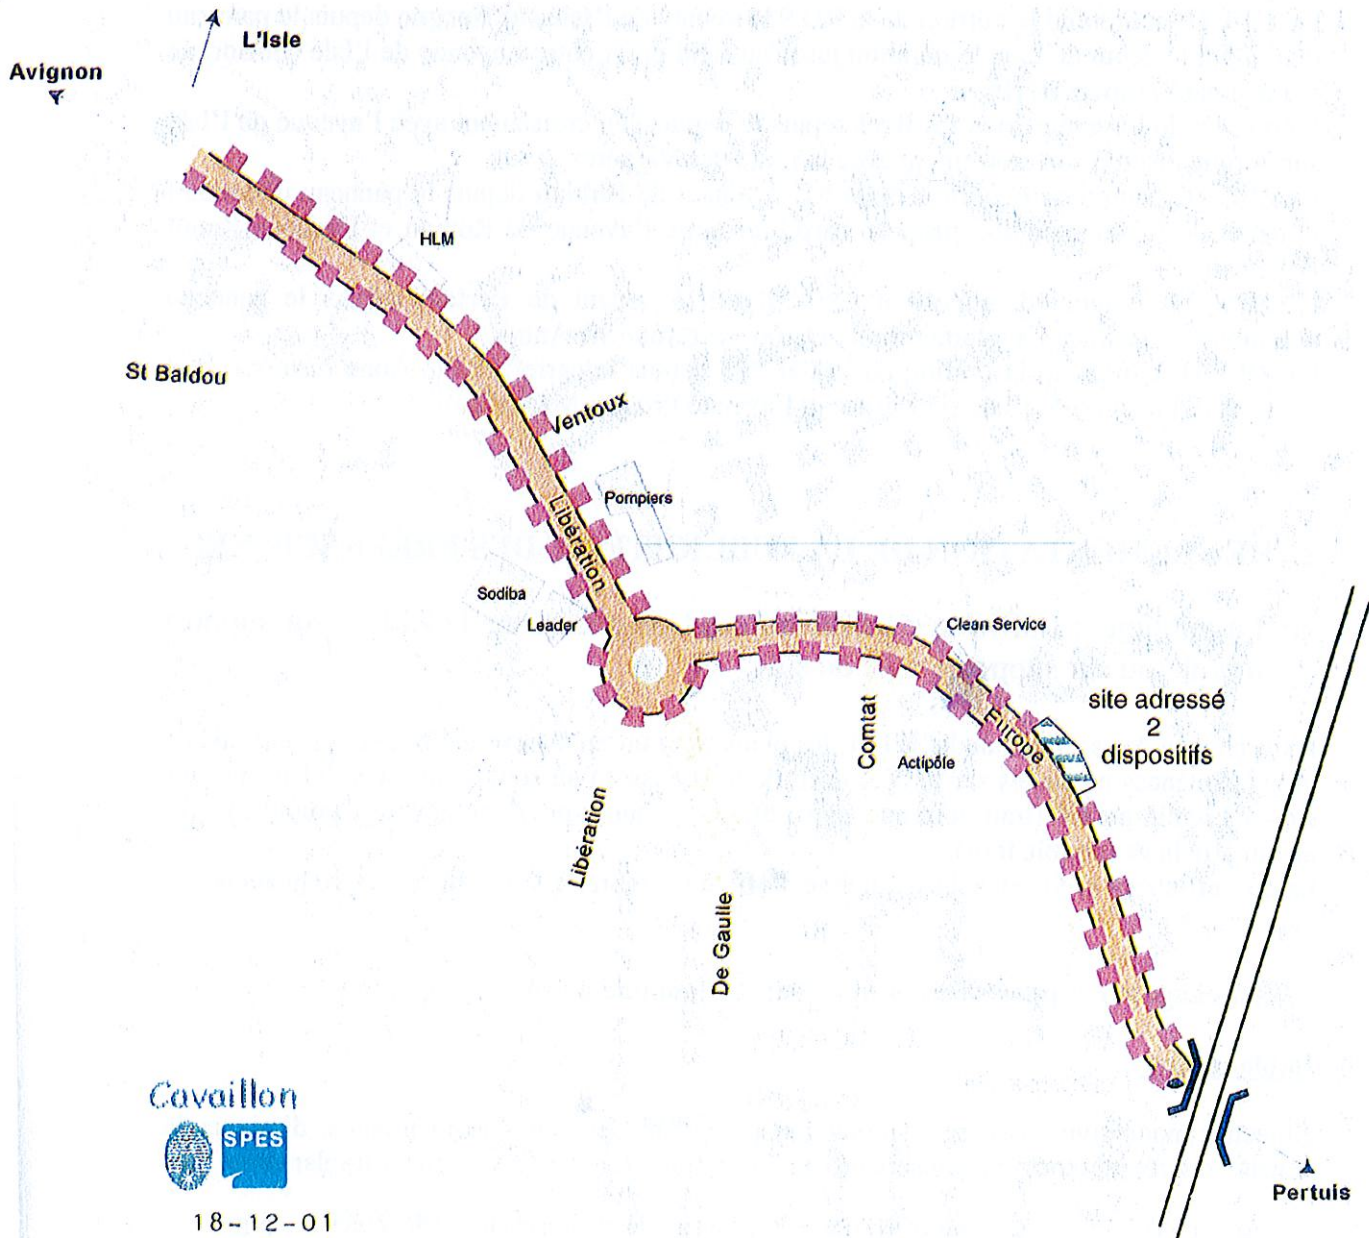 L'Isle
Avignon
HLM
St Baldou
Ventoux
Pompiers
Libération
Sodiba
Leader
Clean Service
site adressé
2
dispositifs
Europe
Comtat
Actipôle
Libération
De Gaulle
Cavaillon
SPES
18-12-01
Pertuis